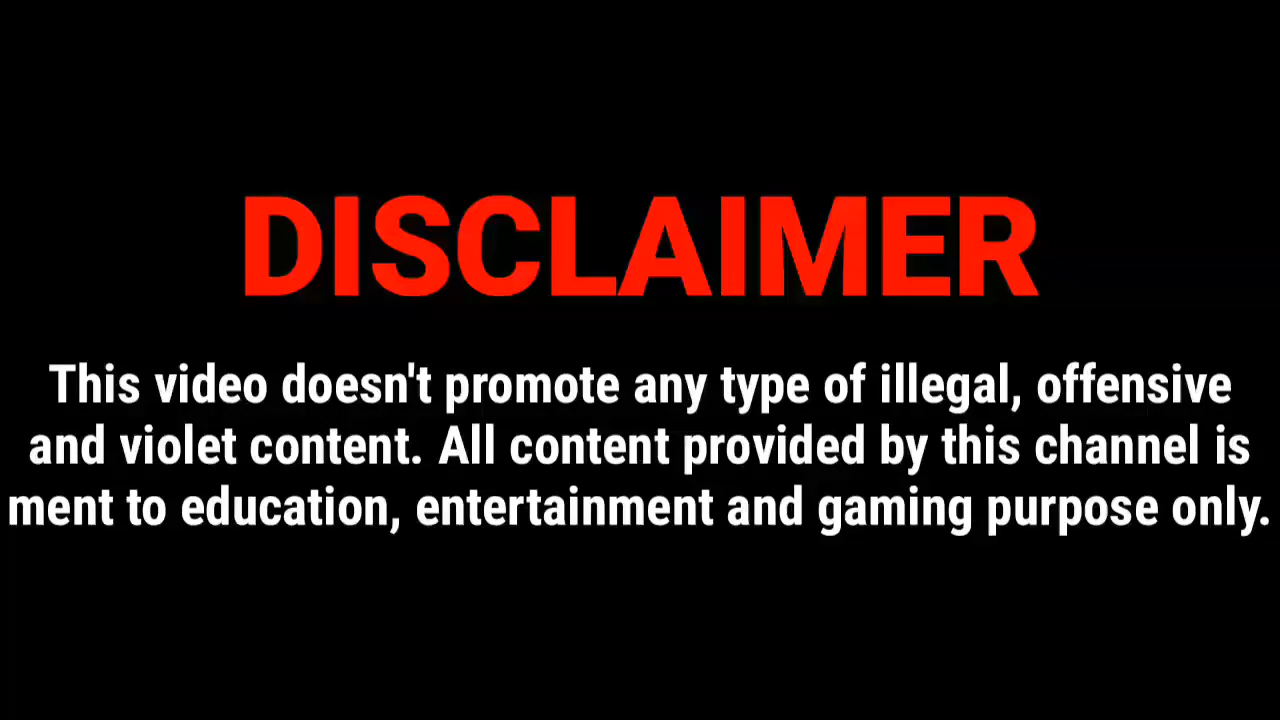 DISCLAIMER
This video doesn't promote any type of illegal, offensive
and violet content. All content provided by this channel is
ment to education, entertainment and gaming purpose only.